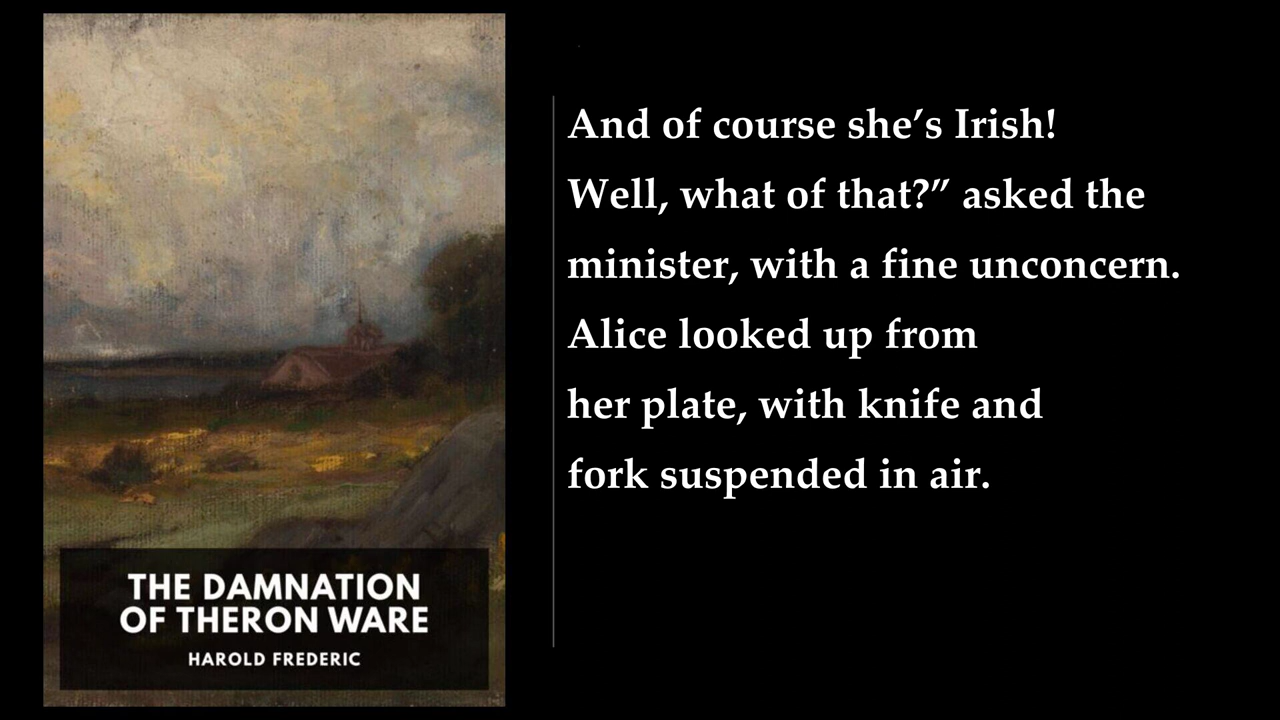 And of course she’s Irish!
Well, what of that?” asked the
minister, with a fine unconcern.
Alice looked up from
her plate, with knife and
fork suspended in air.
THE DAMNATION
OF THERON WARE
HAROLD FREDERIC